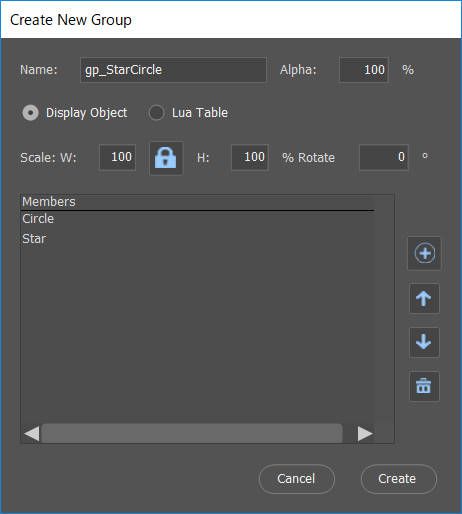 Create New Group
Name: gp_StarCircle Alpha: 100 %
Display Object Lua Table
Scale: W: 100 H: 100 % Rotate 0 °
Members
Circle
Star
Cancel Create